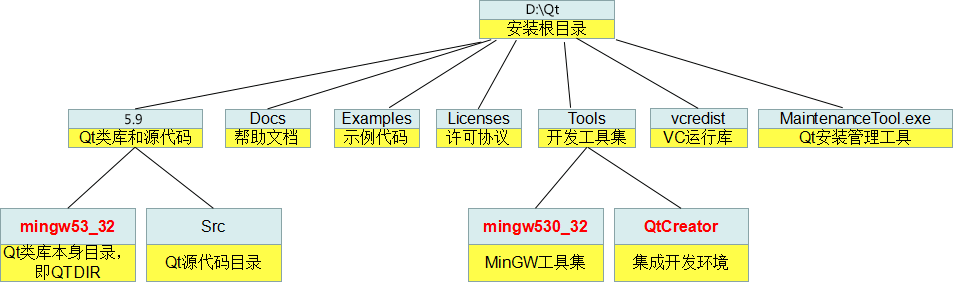 D:\Qt
安装根目录
5.9
Qt类库和源代码
Docs
帮助文档
Examples
示例代码
Licenses
许可协议
Tools
开发工具集
vcredist
VC运行库
MaintenanceTool.exe
Qt安装管理工具
mingw53_32
Qt类库本身目录，
即QTDIR
Src
Qt源代码目录
mingw530_32
MinGW工具集
QtCreator
集成开发环境